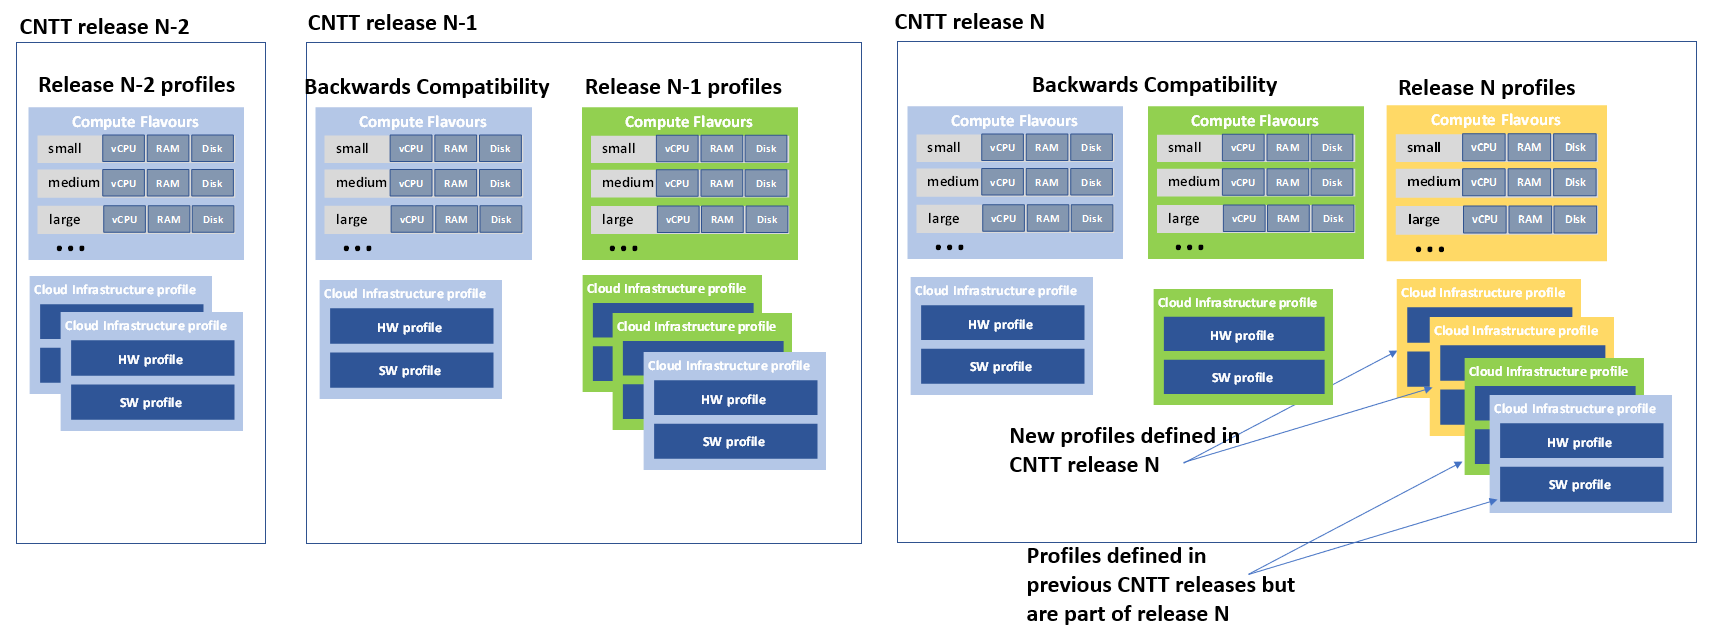 CNTT release N-2
Release N-2 profiles
Compute Flavours
small vCPU RAM Disk
medium vCPU RAM Disk
large vCPU RAM Disk
...
Cloud Infrastructure profile
Cloud Infrastructure profile
HW profile
SW profile
CNTT release N-1
Backwards Compatibility
Compute Flavours
small vCPU RAM Disk
medium vCPU RAM Disk
large vCPU RAM Disk
...
Cloud Infrastructure profile
HW profile
SW profile
Release N-1 profiles
Compute Flavours
small vCPU RAM Disk
medium vCPU RAM Disk
large vCPU RAM Disk
...
Cloud Infrastructure profile
Cloud Infrastructure profile
Cloud Infrastructure profile
HW profile
SW profile
CNTT release N
Backwards Compatibility
Compute Flavours
small vCPU RAM Disk
medium vCPU RAM Disk
large vCPU RAM Disk
...
Cloud Infrastructure profile
HW profile
SW profile
Compute Flavours
small vCPU RAM Disk
medium vCPU RAM Disk
large vCPU RAM Disk
...
Cloud Infrastructure profile
HW profile
SW profile
Release N profiles
Compute Flavours
small vCPU RAM Disk
medium vCPU RAM Disk
large vCPU RAM Disk
...
Cloud Infrastructure profile
Cloud Infrastructure profile
Cloud Infrastructure profile
Cloud Infrastructure profile
HW profile
SW profile
New profiles defined in
CNTT release N
Profiles defined in
previous CNTT releases but
are part of release N